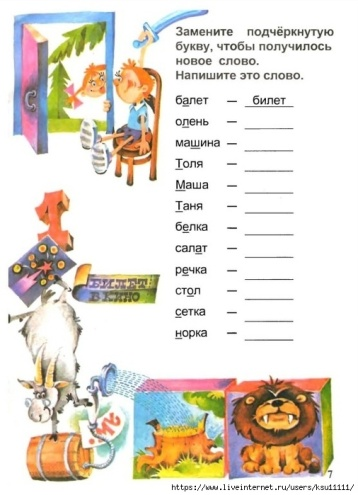 Замените подчёркнутую
букву, чтобы получилось
новое слово.
Напишите это слово.
балет – билет
олень –
машина –
Толя –
Маша –
Таня –
белка –
салат –
речка –
стол –
сетка –
норка –
1
БИЛЕТ
В КИНО
7
https://www.liveinternet.ru/users/ksu11111/